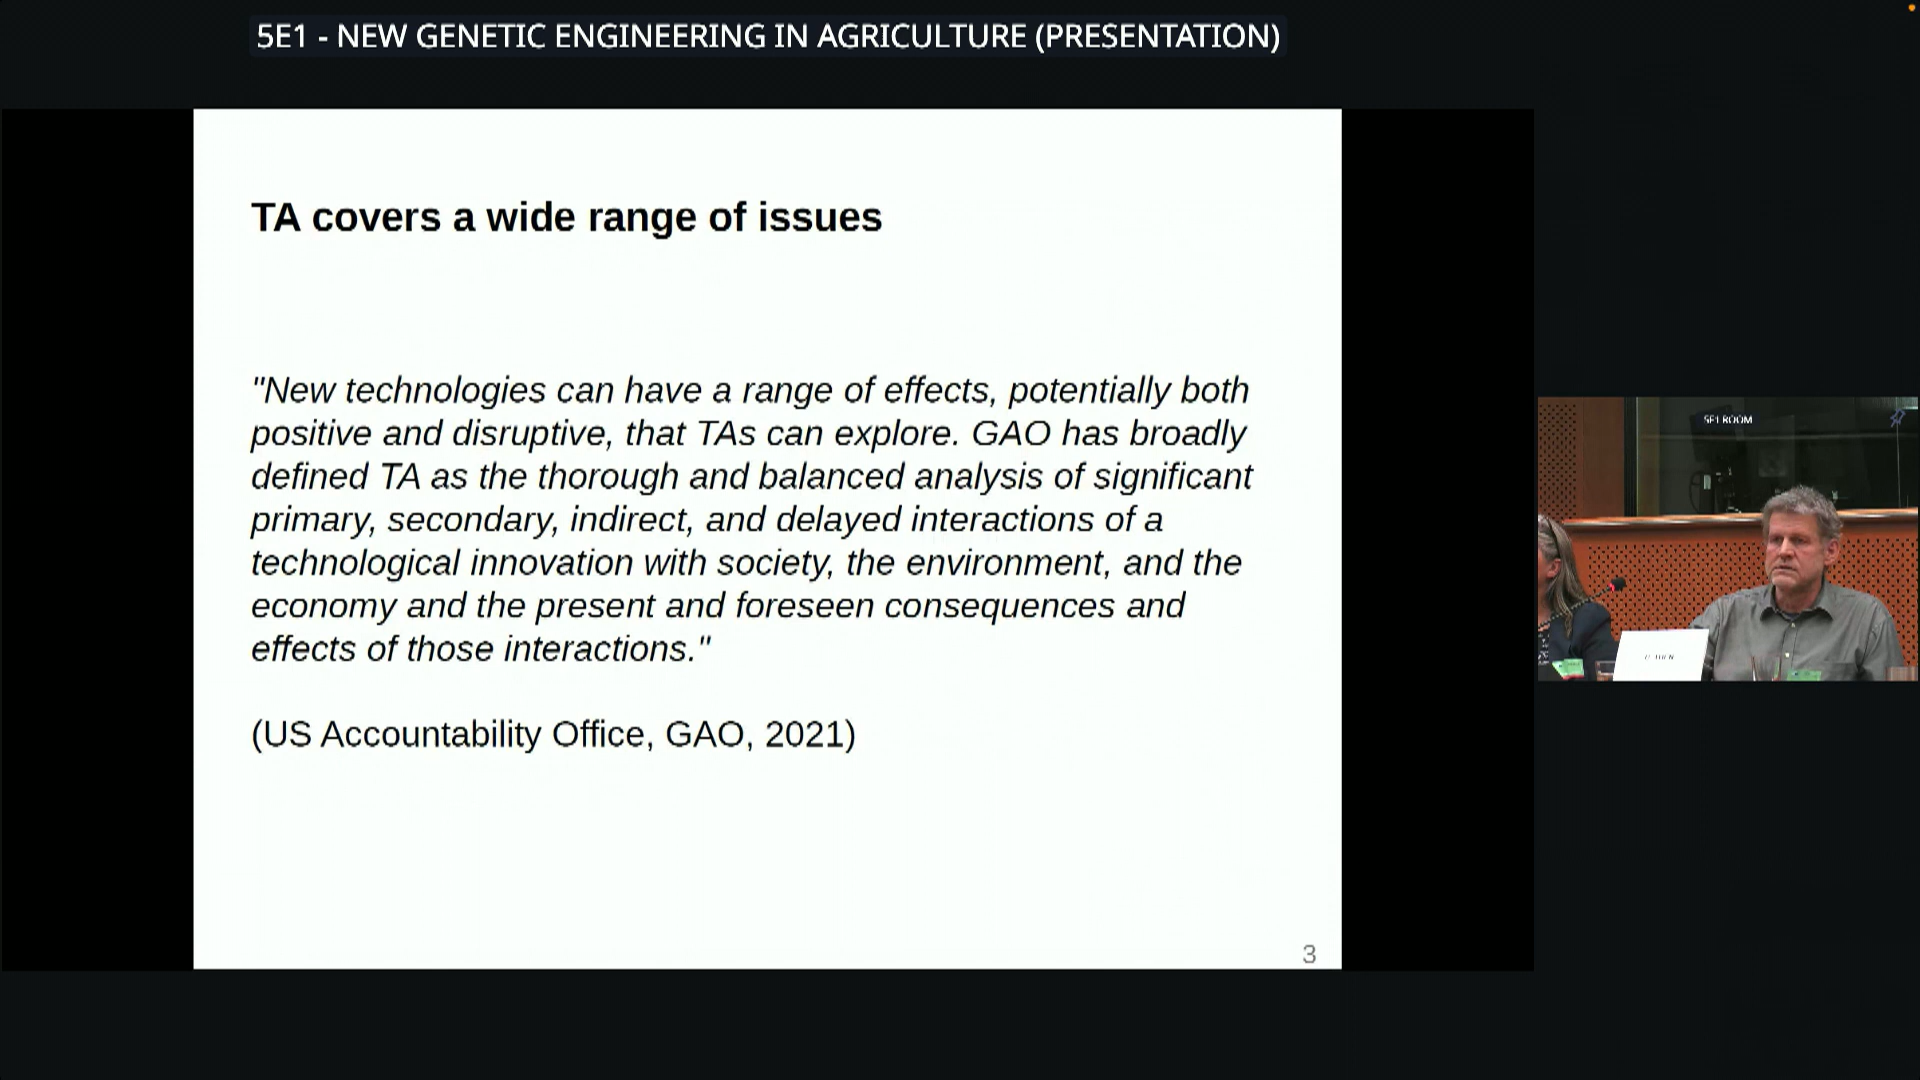 5E1 - NEW GENETIC ENGINEERING IN AGRICULTURE (PRESENTATION)
TA covers a wide range of issues
"New technologies can have a range of effects, potentially both
positive and disruptive, that TAs can explore. GAO has broadly
defined TA as the thorough and balanced analysis of significant
primary, secondary, indirect, and delayed interactions of a
technological innovation with society, the environment, and the
economy and the present and foreseen consequences and
effects of those interactions."
(US Accountability Office, GAO, 2021)
3
5E1 ROOM